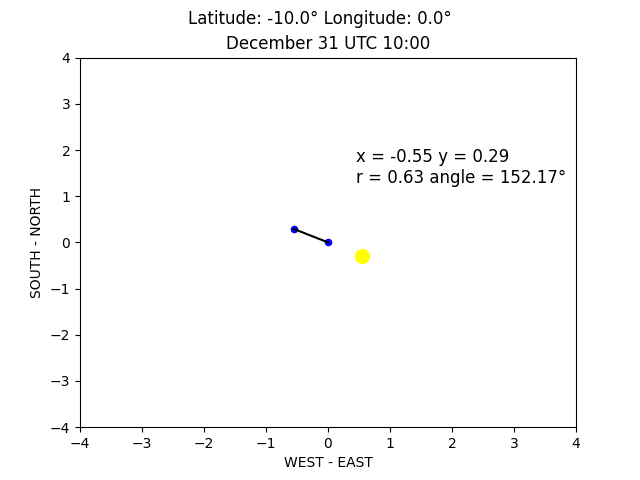 Latitude: -10.0° Longitude: 0.0°
December 31 UTC 10:00
4
3
2
1
0
−1
−2
−3
−4
x = -0.55 y = 0.29
r = 0.63 angle = 152.17°
SOUTH - NORTH
−4 −3 −2 −1 0 1 2 3 4
WEST - EAST